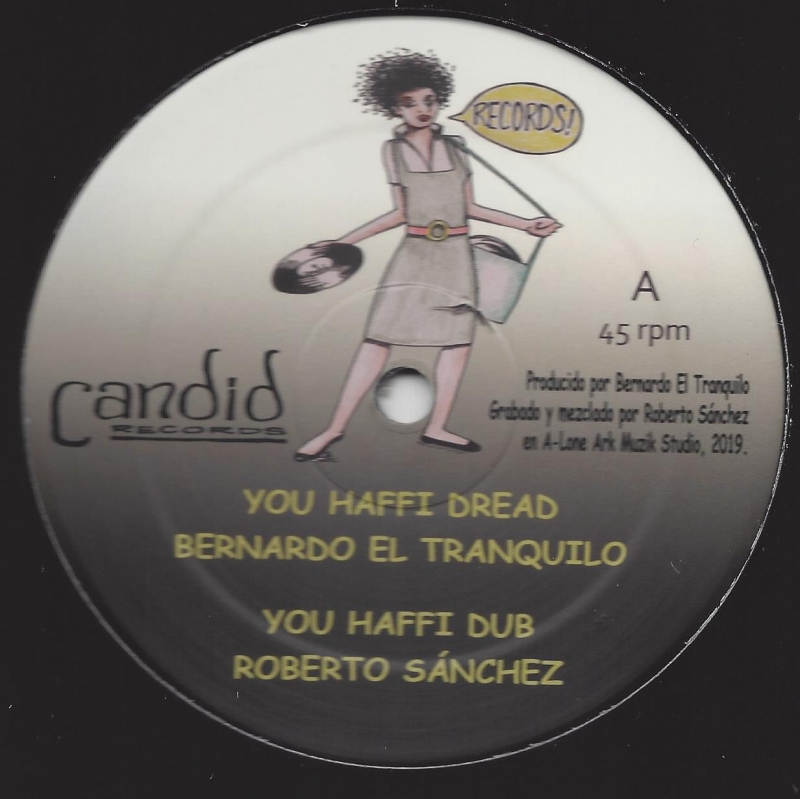 RECORDS!
A
45 rpm
candid
RECORDS
Producido por Bernardo El Tranquilo
Grabado y mezclado por Roberto Sánchez
en A-Lone Ark Muzik Studio, 2019.
YOU HAFFI DREAD
BERNARDO EL TRANQUILO
YOU HAFFI DUB
ROBERTO SÁNCHEZ